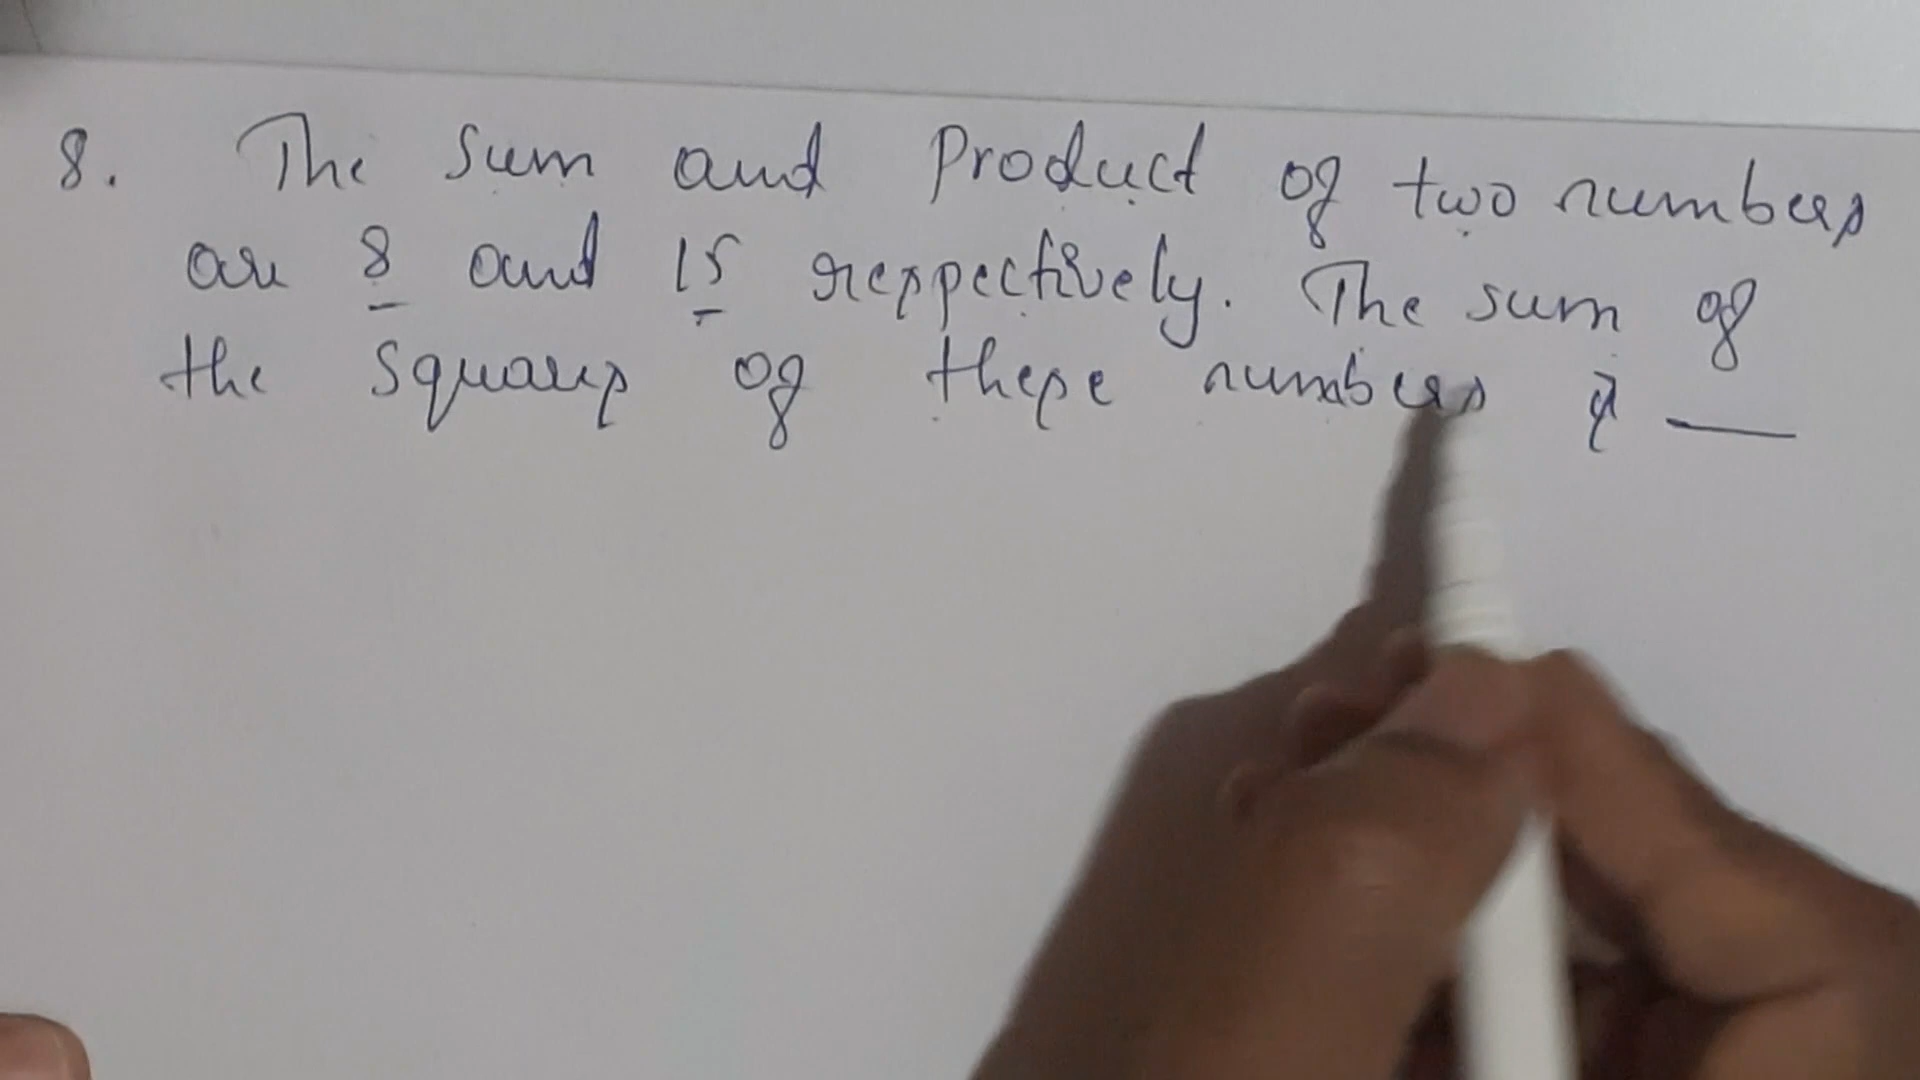 8. The sum and product of two numbers
are 8 and 15 respectively. The sum of
the squares of these numbers is __